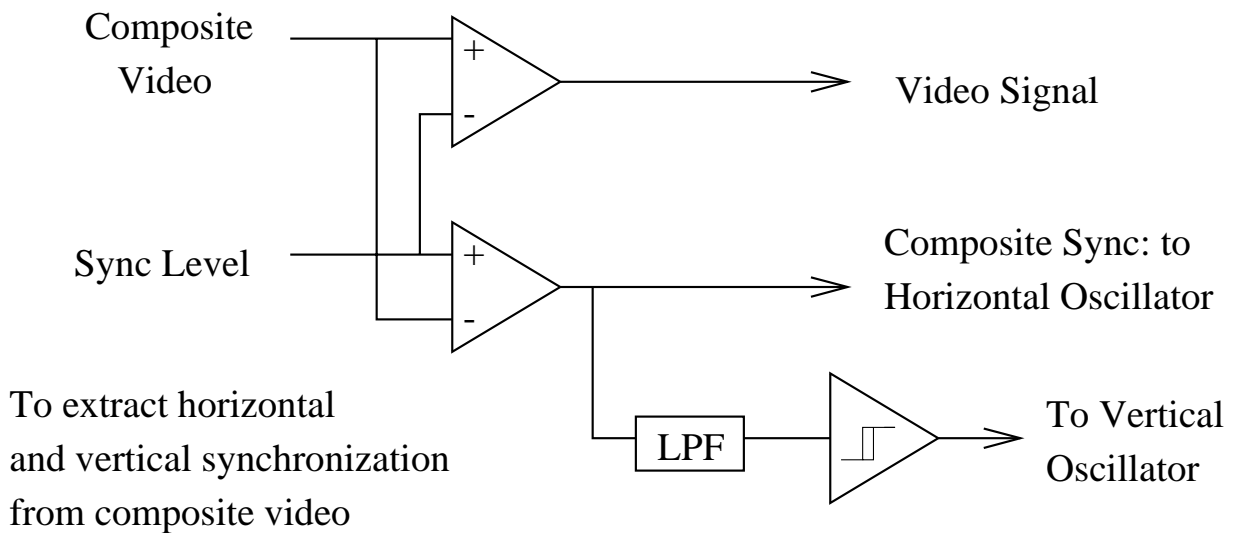 Composite
Video
+
-
Video Signal
Sync Level
+
-
Composite Sync: to
Horizontal Oscillator
LPF
To Vertical
Oscillator
To extract horizontal
and vertical synchronization
from composite video